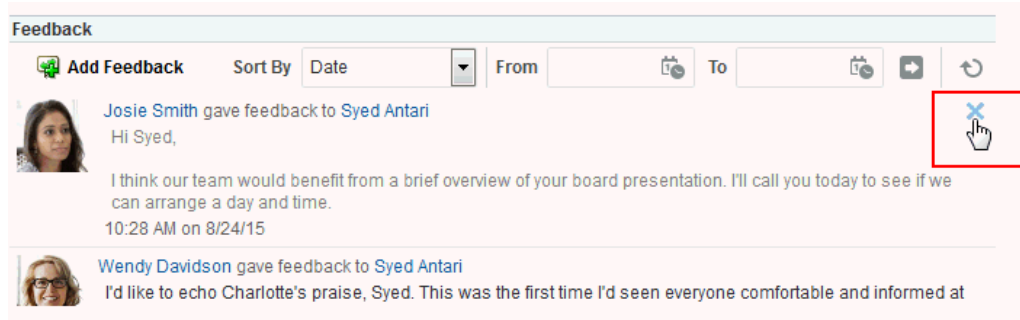 Feedback
Add Feedback Sort By Date From To
Josie Smith gave feedback to Syed Antari
Hi Syed,
I think our team would benefit from a brief overview of your board presentation. I'll call you today to see if we
can arrange a day and time.
10:28 AM on 8/24/15
Wendy Davidson gave feedback to Syed Antari
I'd like to echo Charlotte's praise, Syed. This was the first time I'd seen everyone comfortable and informed at